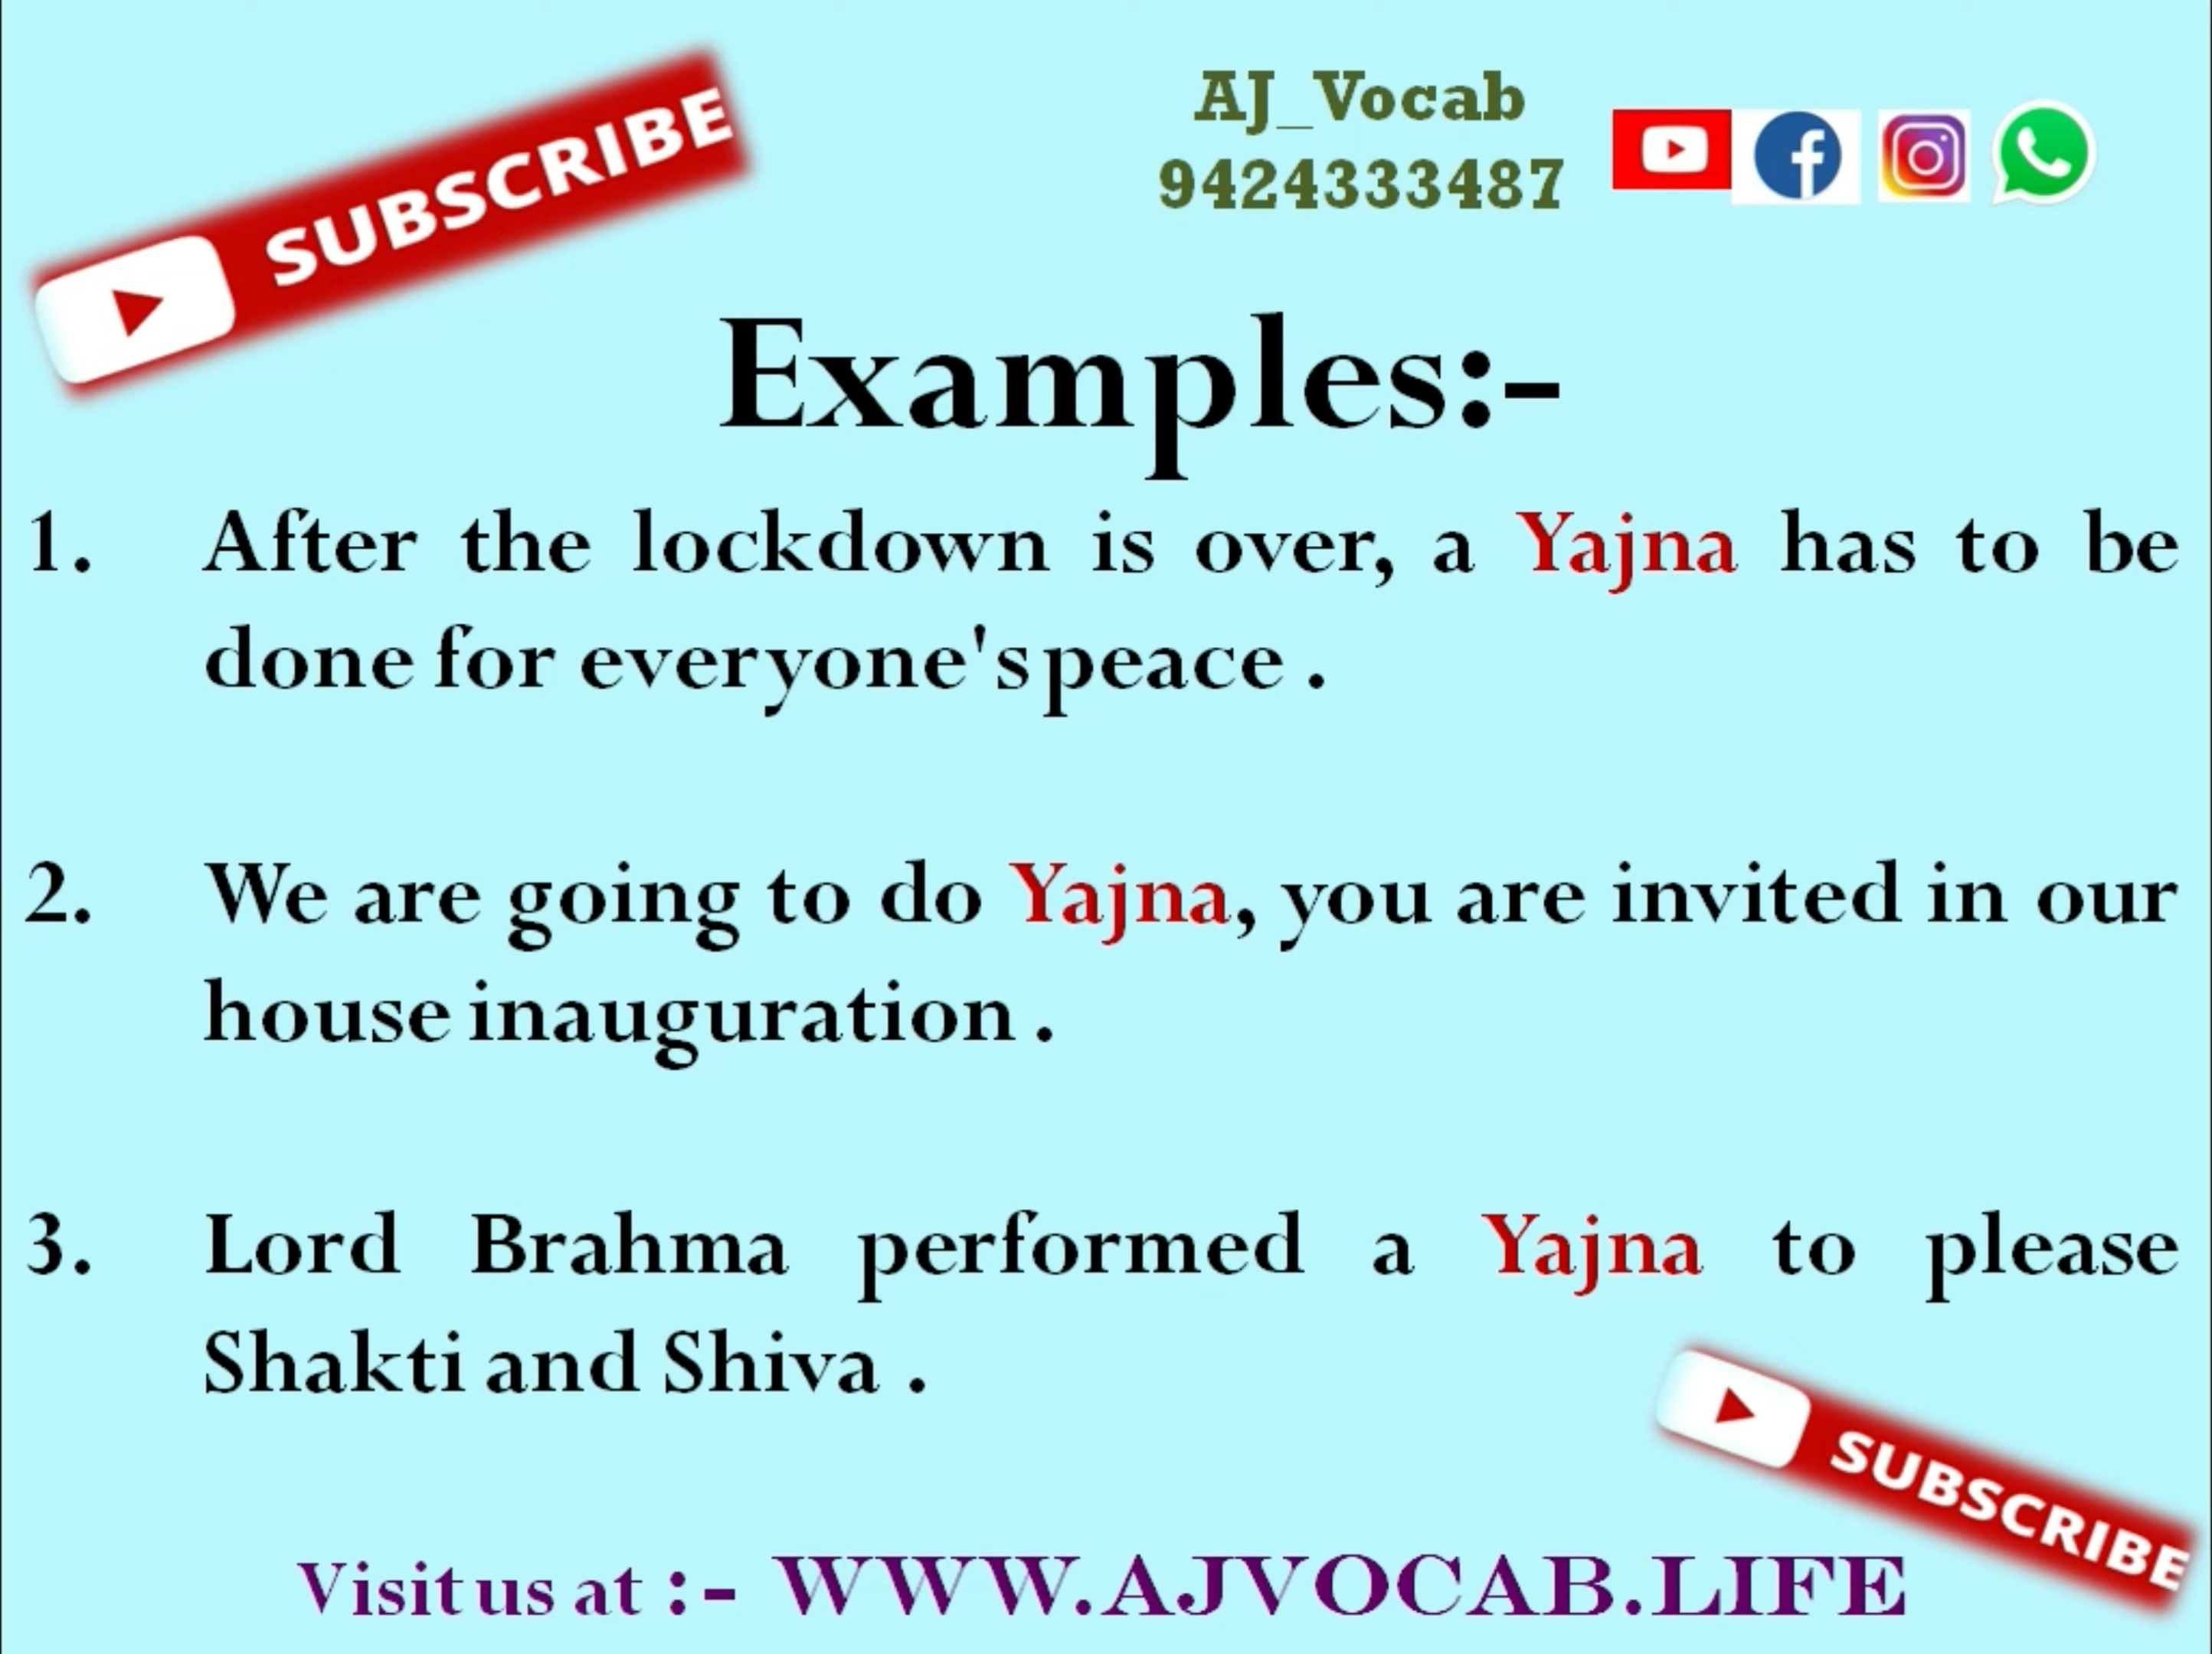 SUBSCRIBE
AJ_Vocab
9424333487
Examples:-
1. After the lockdown is over, a Yajna has to be
done for everyone's peace .
2. We are going to do Yajna, you are invited in our
house inauguration .
3. Lord Brahma performed a Yajna to please
Shakti and Shiva .
SUBSCRIBE
Visit us at :- WWW.AJVOCAB.LIFE